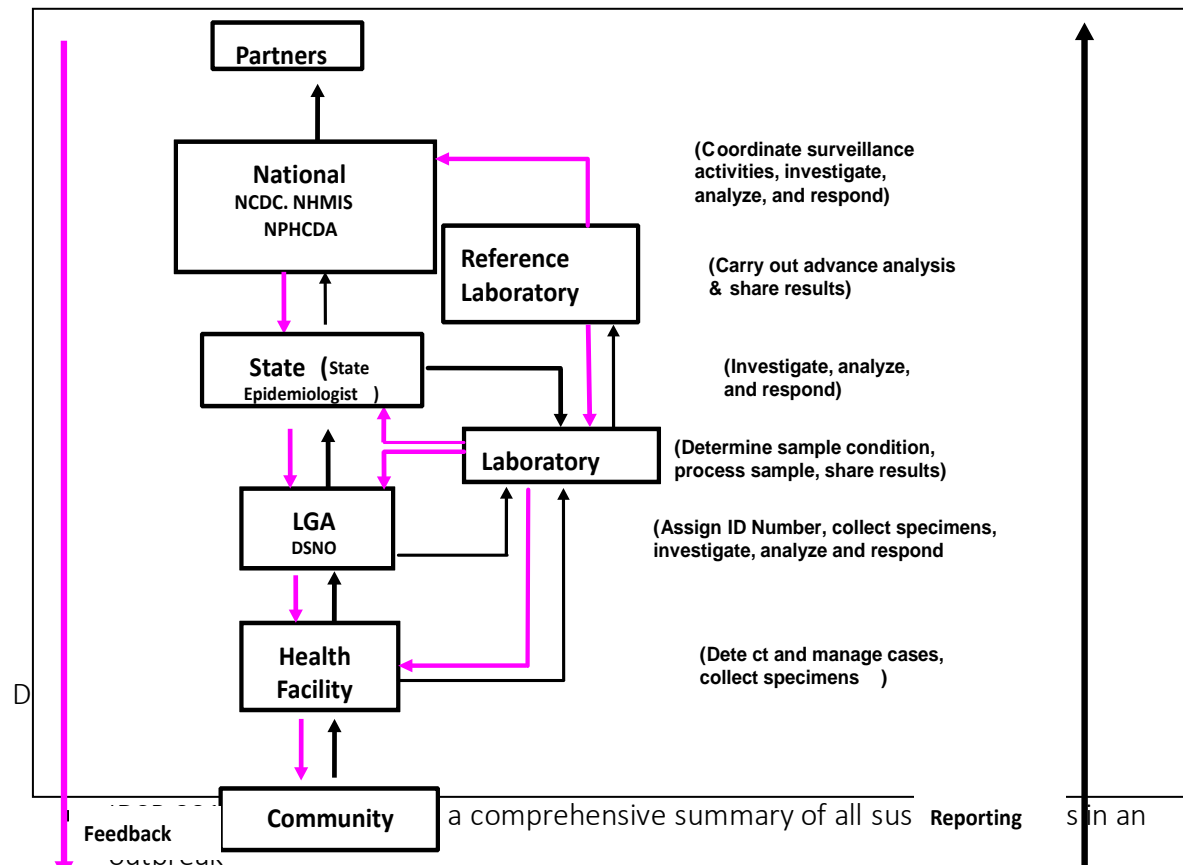 Partners
National
NCDC. NHMIS
NPHCDA
(Coordinate surveillance
activities, investigate,
analyze, and respond)
Reference
Laboratory
(Carry out advance analysis
& share results)
State (State
Epidemiologist )
(Investigate, analyze,
and respond)
Laboratory
(Determine sample condition,
process sample, share results)
LGA
DSNO
(Assign ID Number, collect specimens,
investigate, analyze and respond
Health
Facility
(Dete ct and manage cases,
collect specimens )
D
Community
a comprehensive summary of all sus
s in an
Feedback
Reporting